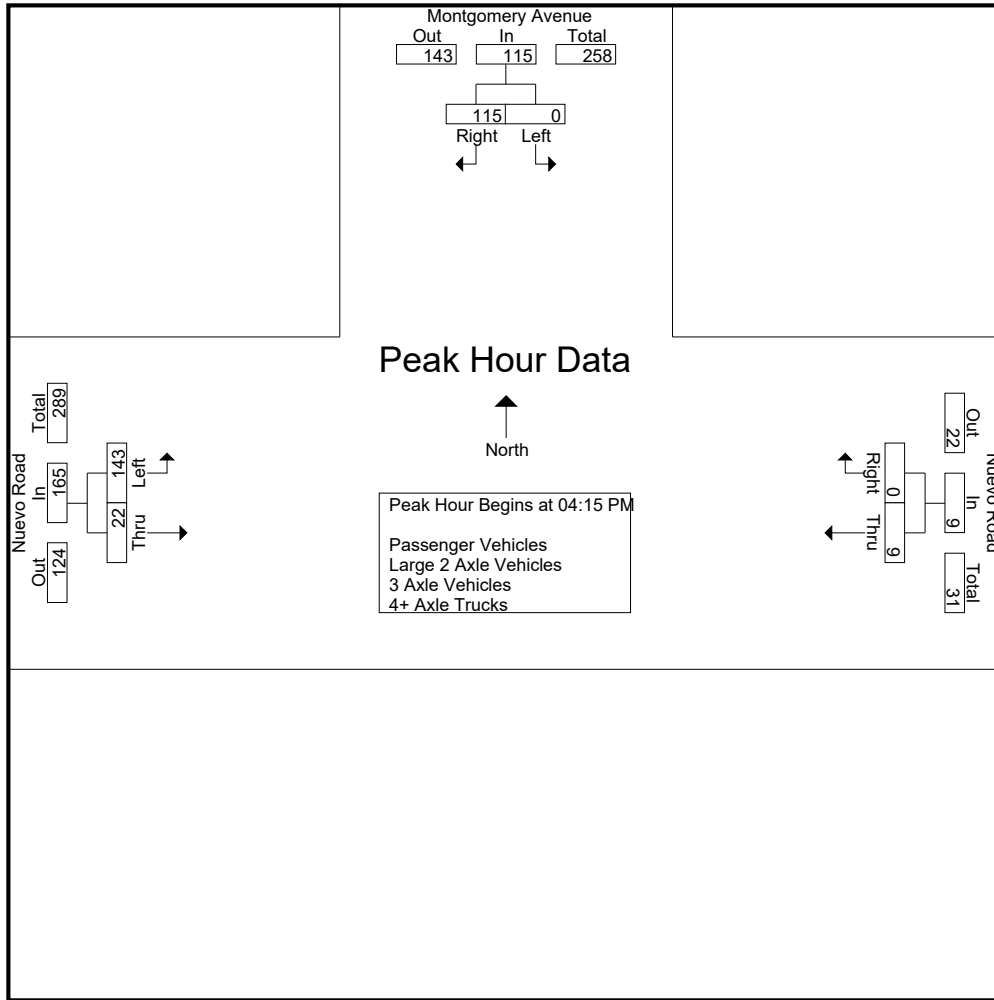 Montgomery Avenue
Out In Total
143 115 258
115 0
Right Left
Peak Hour Data
North
Peak Hour Begins at 04:15 PM
Passenger Vehicles
Large 2 Axle Vehicles
3 Axle Vehicles
4+ Axle Trucks
Nuevo Road
Out In Total
124 165 289
22 143
Thru Left
Nuevo Road
Out In Total
22 9 31
0 9
Right Thru